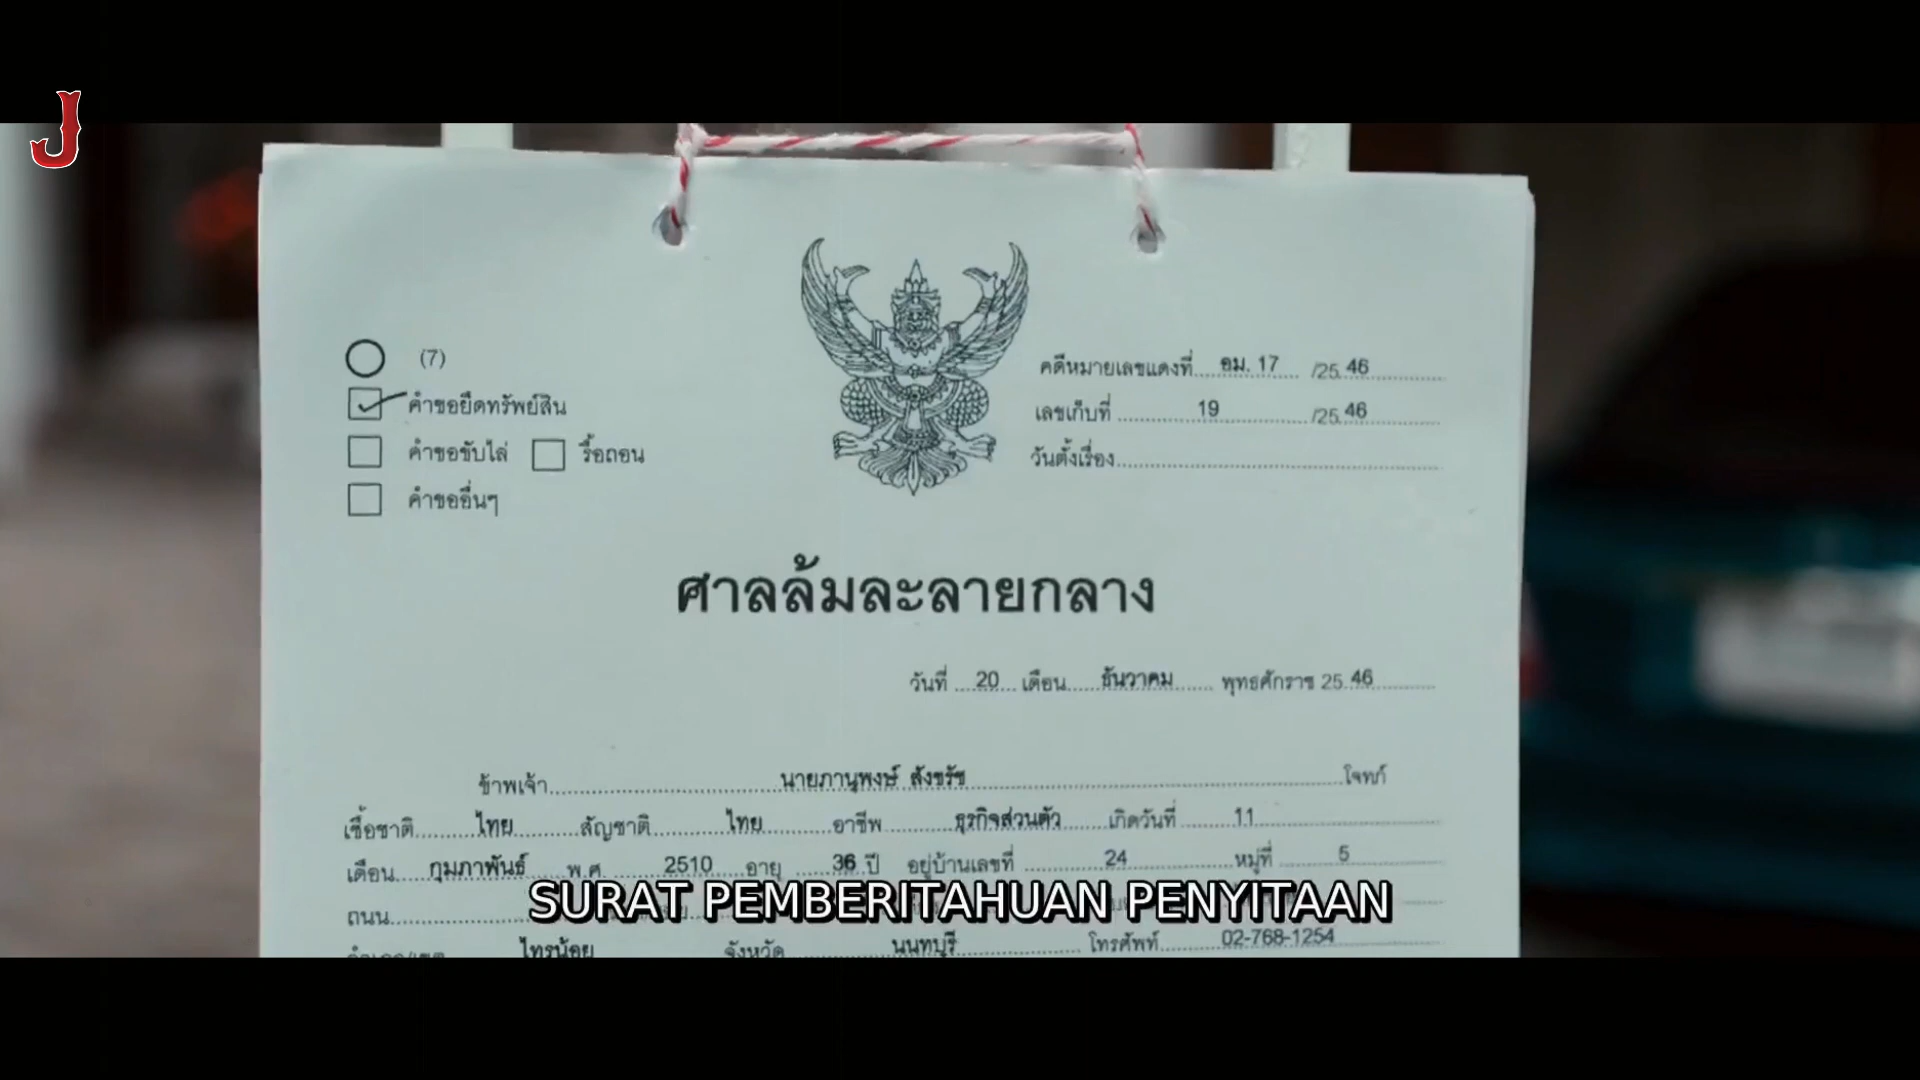 J
(7)
คดีหมายเลขแดงที่ อม. 17 /25 46
คำขอยึดทรัพย์สิน
เลขเก็บที่ 19 /25 46
คำขอขับไล่ รื้อถอน
วันตั้งเรื่อง
คำขออื่นๆ
ศาลล้มละลายกลาง
วันที่ 20 เดือน ธันวาคม พุทธศักราช 25 46
ข้าพเจ้า นายภานุพงษ์ สังขรัช โจทก์
เชื้อชาติ ไทย สัญชาติ ไทย อาชีพ ธุรกิจส่วนตัว เกิดวันที่ 11
เดือน กุมภาพันธ์ พ.ศ. 2510 อายุ 36 ปี อยู่บ้านเลขที่ 24 หมู่ที่ 5
ถนน
SURAT PEMBERITAHUAN PENYITAAN
ไทรน้อย จังหวัด นนทบุรี โทรศัพท์ 02-768-1254